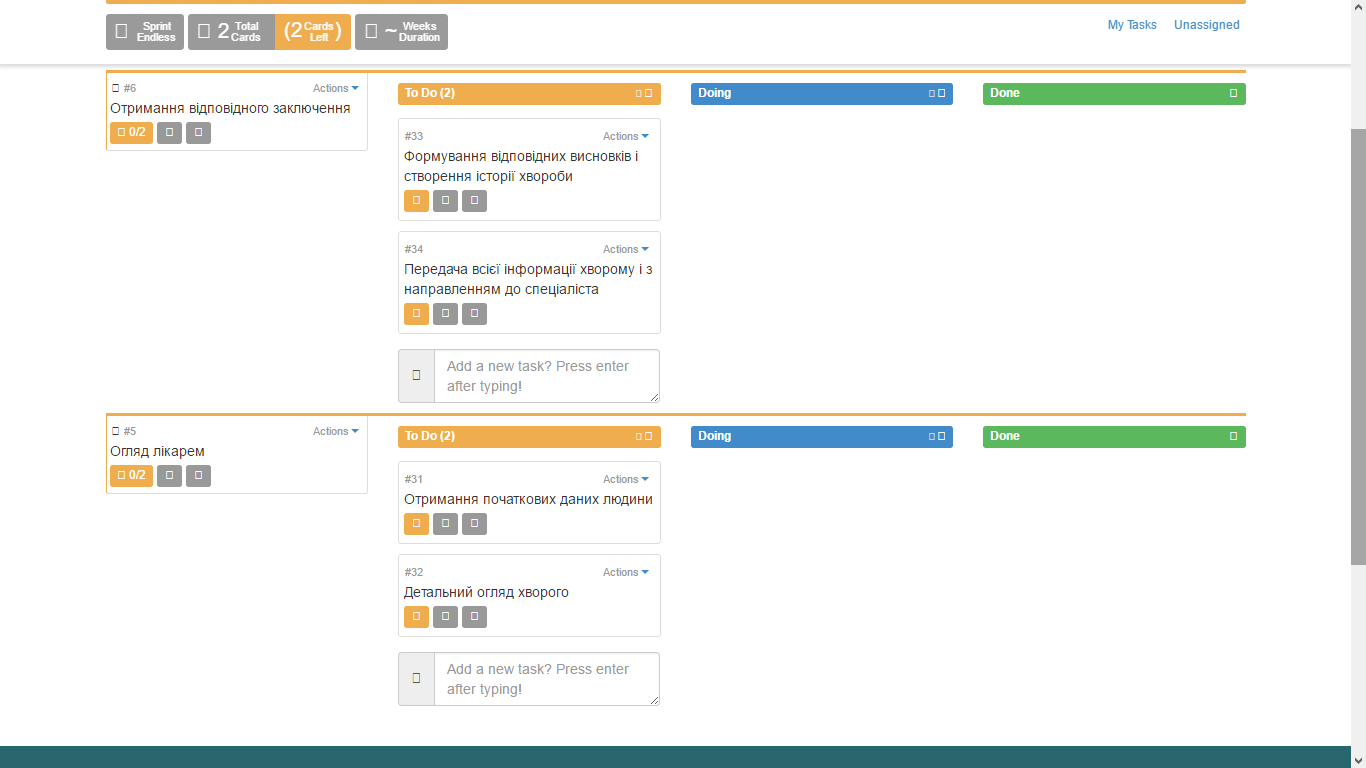 Sprint
Endless
2 Total
Cards
(2 Cards
Left )
~ Weeks
Duration
My Tasks Unassigned
#6 Actions
Отримання відповідного заключення
0/2
To Do (2)
Doing
Done
#33 Actions
Формування відповідних висновків і
створення історії хвороби
#34 Actions
Передача всієї інформації хворому і з
направленням до спеціаліста
Add a new task? Press enter
after typing!
#5 Actions
Огляд лікарем
0/2
To Do (2)
Doing
Done
#31 Actions
Отримання початкових даних людини
#32 Actions
Детальний огляд хворого
Add a new task? Press enter
after typing!